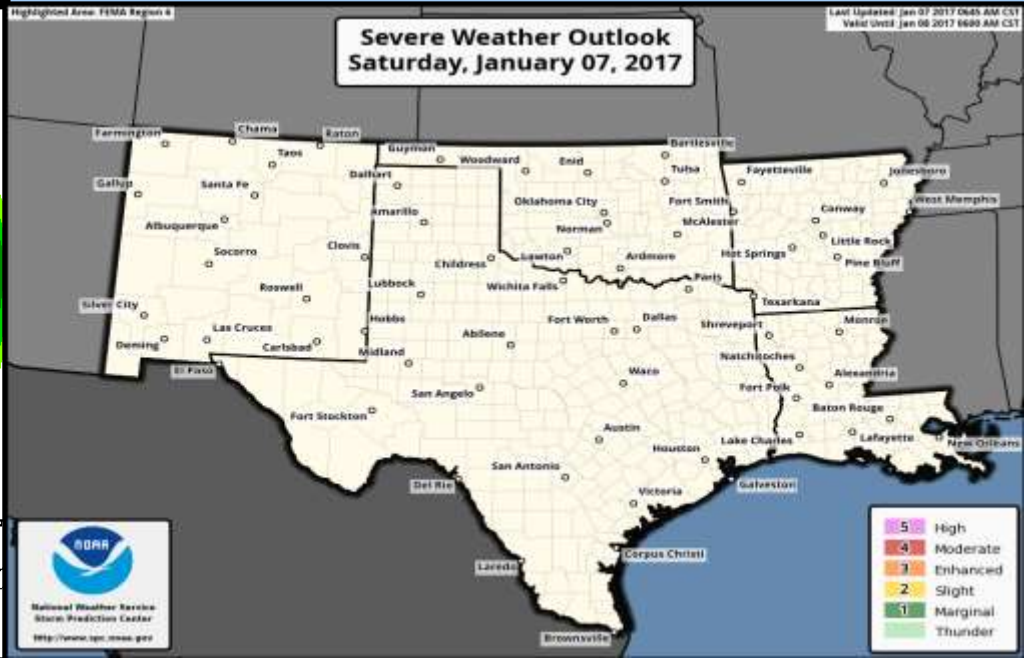 Highlighted Area: FEMA Region 6
Last Updated: Jan 07 2017 0645 AM CST
Valid Until: Jan 08 2017 0600 AM CST
Severe Weather Outlook
Saturday, January 07, 2017
Farmington
Chama
Raton
Taos
Guymon
Woodward
Enid
Bartlesville
Tulsa
Fayetteville
Jonesboro
Gallup
Santa Fe
Dalhart
Oklahoma City
Fort Smith
Conway
West Memphis
Albuquerque
Amarillo
Norman
McAlester
Little Rock
Socorro
Clovis
Childress
Lawton
Ardmore
Hot Springs
Pine Bluff
Roswell
Lubbock
Wichita Falls
Paris
Texarkana
Silver City
Las Cruces
Hobbs
Abilene
Fort Worth
Dallas
Shreveport
Monroe
Deming
Carlsbad
Midland
Natchitoches
El Paso
San Angelo
Waco
Fort Polk
Alexandria
Fort Stockton
Austin
Baton Rouge
Houston
Lake Charles
Lafayette
New Orleans
San Antonio
Del Rio
Victoria
Galveston
Laredo
Corpus Christi
Brownsville
NOAA
National Weather Service
Storm Prediction Center
http://www.spc.noaa.gov
5 High
4 Moderate
3 Enhanced
2 Slight
1 Marginal
Thunder